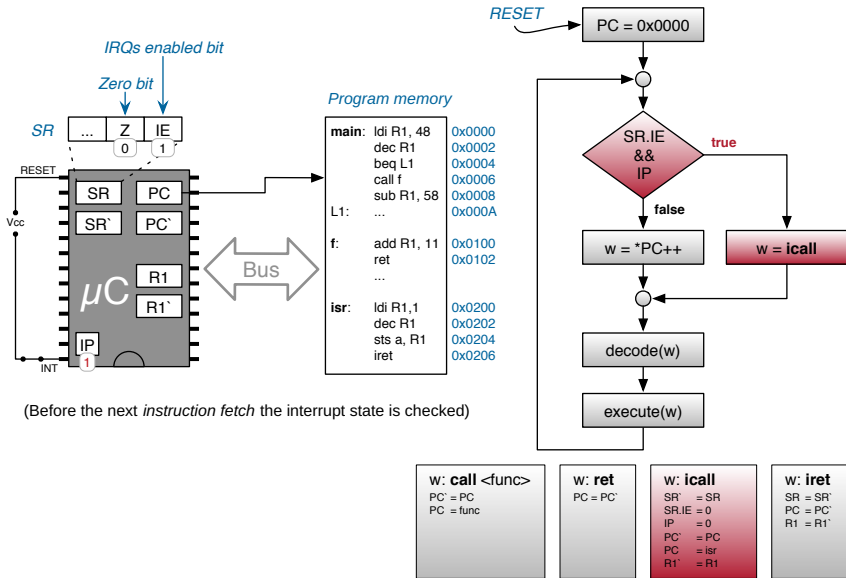 RESET
PC = 0x0000
IRQs enabled bit
Zero bit
SR
... Z IE
0 1
Program memory
main: ldi R1, 48 0x0000
dec R1 0x0002
beq L1 0x0004
call f 0x0006
sub R1, 58 0x0008
L1: ... 0x000A
f: add R1, 11 0x0100
ret 0x0102
...
isr: ldi R1,1 0x0200
dec R1 0x0202
sts a, R1 0x0204
iret 0x0206
RESET
Vcc
INT
SR PC
SR` PC`
R1
R1`
µC
IP
1
Bus
SR.IE
&&
IP
true
false
w = *PC++
w = icall
decode(w)
execute(w)
(Before the next instruction fetch the interrupt state is checked)
w: call <func>
PC` = PC
PC = func
w: ret
PC = PC`
w: icall
SR` = SR
SR.IE = 0
IP = 0
PC` = PC
PC = isr
R1` = R1
w: iret
SR = SR`
PC = PC`
R1 = R1`